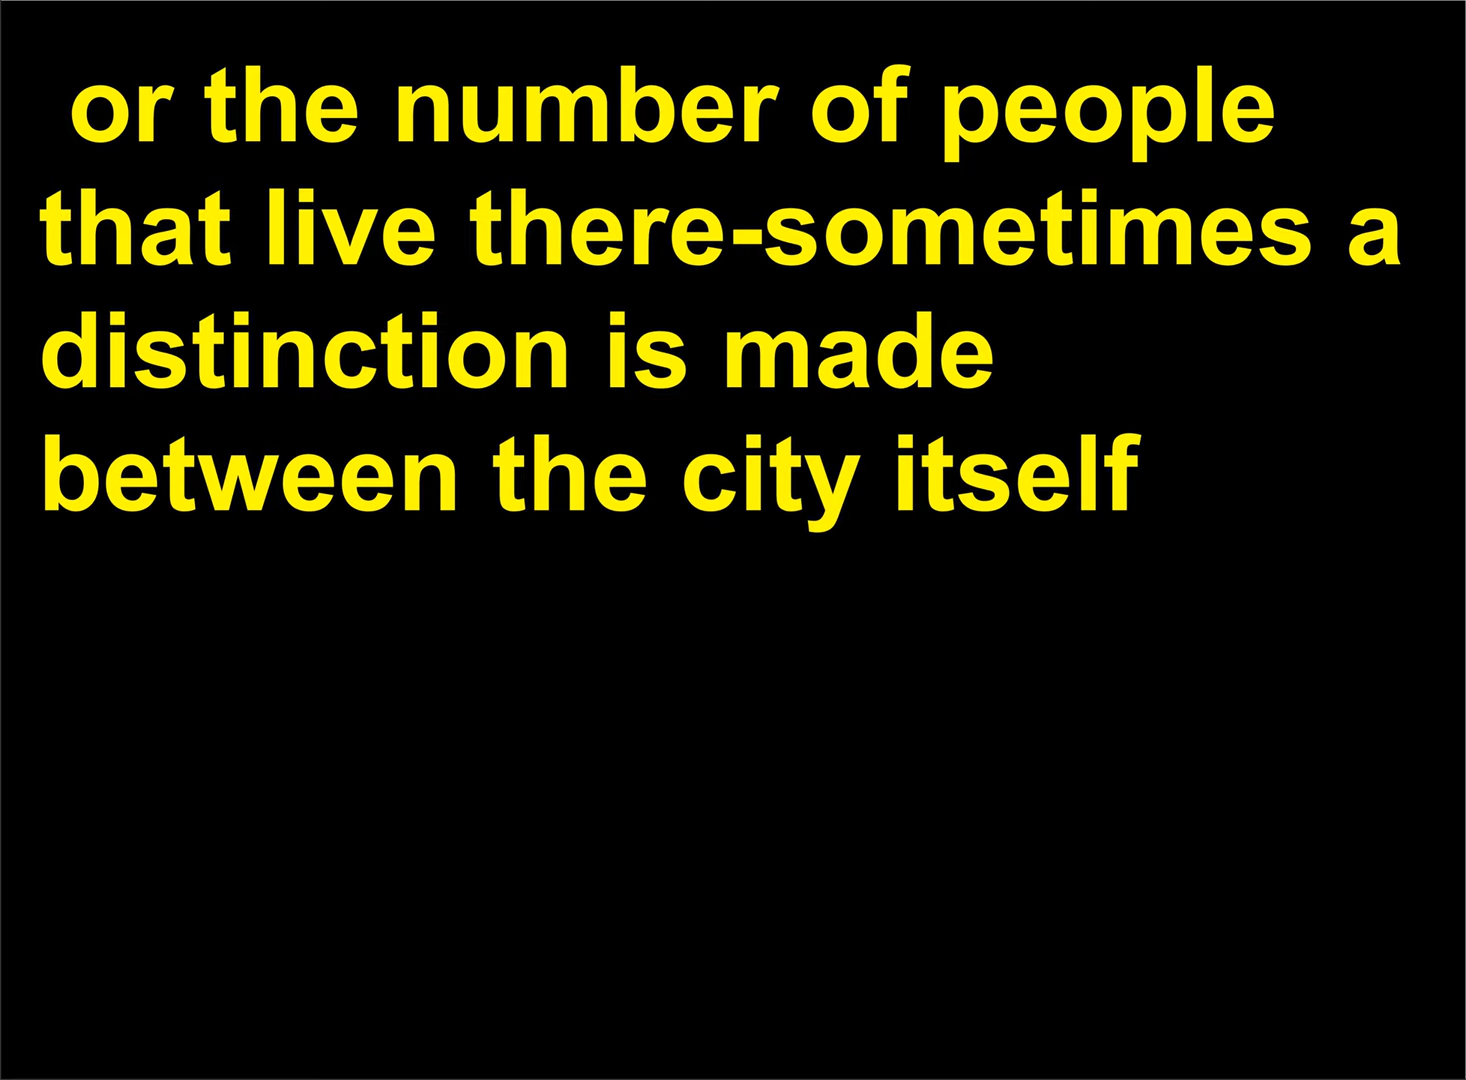 or the number of people
that live there-sometimes a
distinction is made
between the city itself